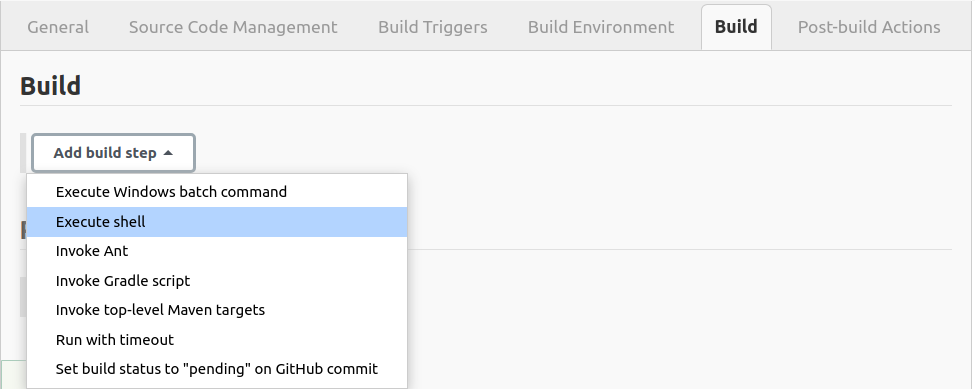 General Source Code Management Build Triggers Build Environment Build Post-build Actions
Build
Add build step
Execute Windows batch command
Execute shell
Invoke Ant
Invoke Gradle script
Invoke top-level Maven targets
Run with timeout
Set build status to "pending" on GitHub commit